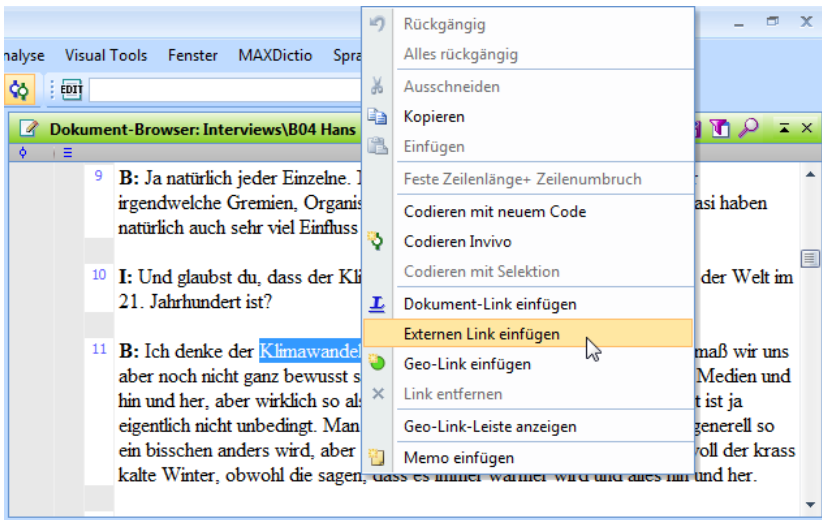 nalyse Visual Tools Fenster MAXDictio Spra
EDIT
Dokument-Browser: Interviews\B04 Hans
9 B: Ja natürlich jeder Einzelne.
irgendwelche Gremien, Organis asi haben
natürlich auch sehr viel Einfluss
10 I: Und glaubst du, dass der Kli der Welt im
21. Jahrhundert ist?
11 B: Ich denke der Klimawandel maß wir uns
aber noch nicht ganz bewusst s Medien und
hin und her, aber wirklich so als t ist ja
eigentlich nicht unbedingt. Man generell so
ein bisschen anders wird, aber voll der krass
kalte Winter, obwohl die sagen, dass es immer wärmer wird und alles hin und her.
Rückgängig
Alles rückgängig
Ausschneiden
Kopieren
Einfügen
Feste Zeilenlänge+ Zeilenumbruch
Codieren mit neuem Code
Codieren Invivo
Codieren mit Selektion
Dokument-Link einfügen
Externen Link einfügen
Geo-Link einfügen
Link entfernen
Geo-Link-Leiste anzeigen
Memo einfügen